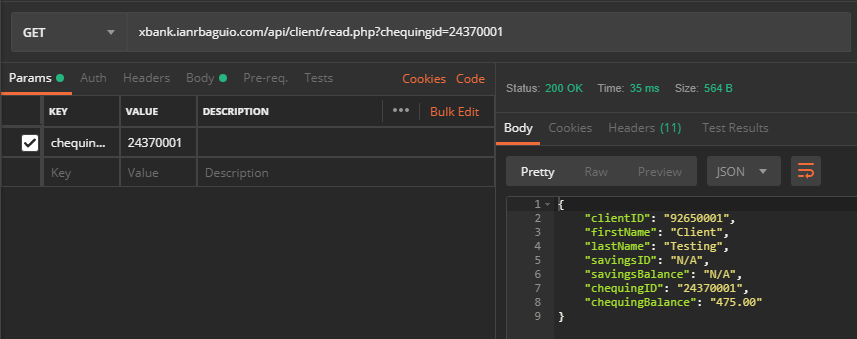 GET xbank.ianrbaguio.com/api/client/read.php?chequingid=24370001
Params Auth Headers Body Pre-req. Tests Cookies Code
KEY VALUE DESCRIPTION ••• Bulk Edit
chequin... 24370001
Key Value Description
Status: 200 OK Time: 35 ms Size: 564 B
Body Cookies Headers (11) Test Results
Pretty Raw Preview JSON
1 {
2 "clientID": "92650001",
3 "firstName": "Client",
4 "lastName": "Testing",
5 "savingsID": "N/A",
6 "savingsBalance": "N/A",
7 "chequingID": "24370001",
8 "chequingBalance": "475.00"
9 }